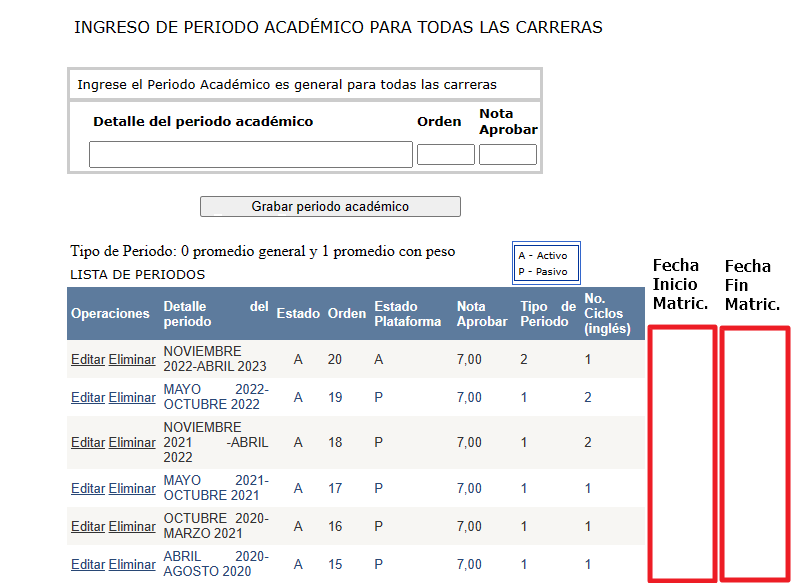 INGRESO DE PERIODO ACADÉMICO PARA TODAS LAS CARRERAS
Ingrese el Periodo Académico es general para todas las carreras
Detalle del periodo académico Orden Nota Aprobar
Grabar periodo académico
Tipo de Periodo: 0 promedio general y 1 promedio con peso
LISTA DE PERIODOS
A - Activo
P - Pasivo
Fecha Inicio Matric. Fecha Fin Matric.
Operaciones Detalle del periodo Estado Orden Estado Plataforma Nota Aprobar Tipo de Periodo No. Ciclos (inglés)
Editar Eliminar NOVIEMBRE 2022-ABRIL 2023 A 20 A 7,00 2 1
Editar Eliminar MAYO 2022-OCTUBRE 2022 A 19 P 7,00 1 2
Editar Eliminar NOVIEMBRE 2021 -ABRIL 2022 A 18 P 7,00 1 2
Editar Eliminar MAYO 2021-OCTUBRE 2021 A 17 P 7,00 1 1
Editar Eliminar OCTUBRE 2020-MARZO 2021 A 16 P 7,00 1 1
Editar Eliminar ABRIL 2020-AGOSTO 2020 A 15 P 7,00 1 1